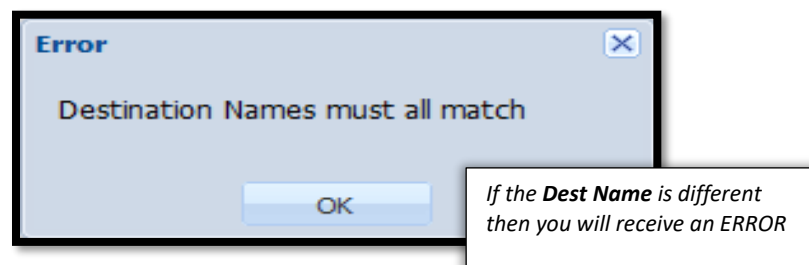 Error
Destination Names must all match
OK
If the Dest Name is different
then you will receive an ERROR